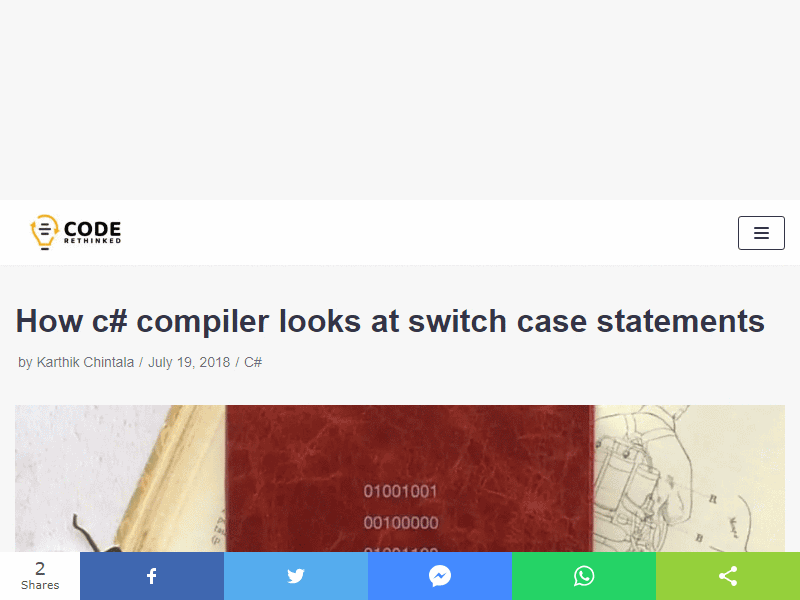 CODE
RETHINKED
How c# compiler looks at switch case statements
by Karthik Chintala / July 19, 2018 / C#
01001001
00100000
2
Shares